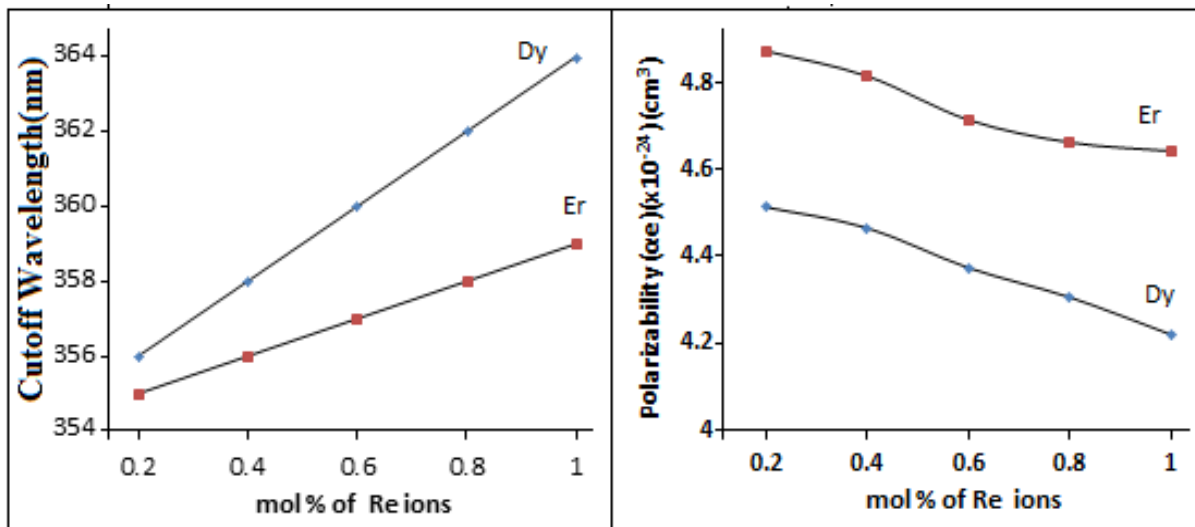 Cutoff Wavelength(nm)
364
362
360
358
356
354
Dy
Er
0.2 0.4 0.6 0.8 1
mol% of Reions
Polarizability (αe)(x10⁻²⁴)(cm³)
4.8
4.6
4.4
4.2
4
Er
Dy
0.2 0.4 0.6 0.8 1
mol% of Re ions